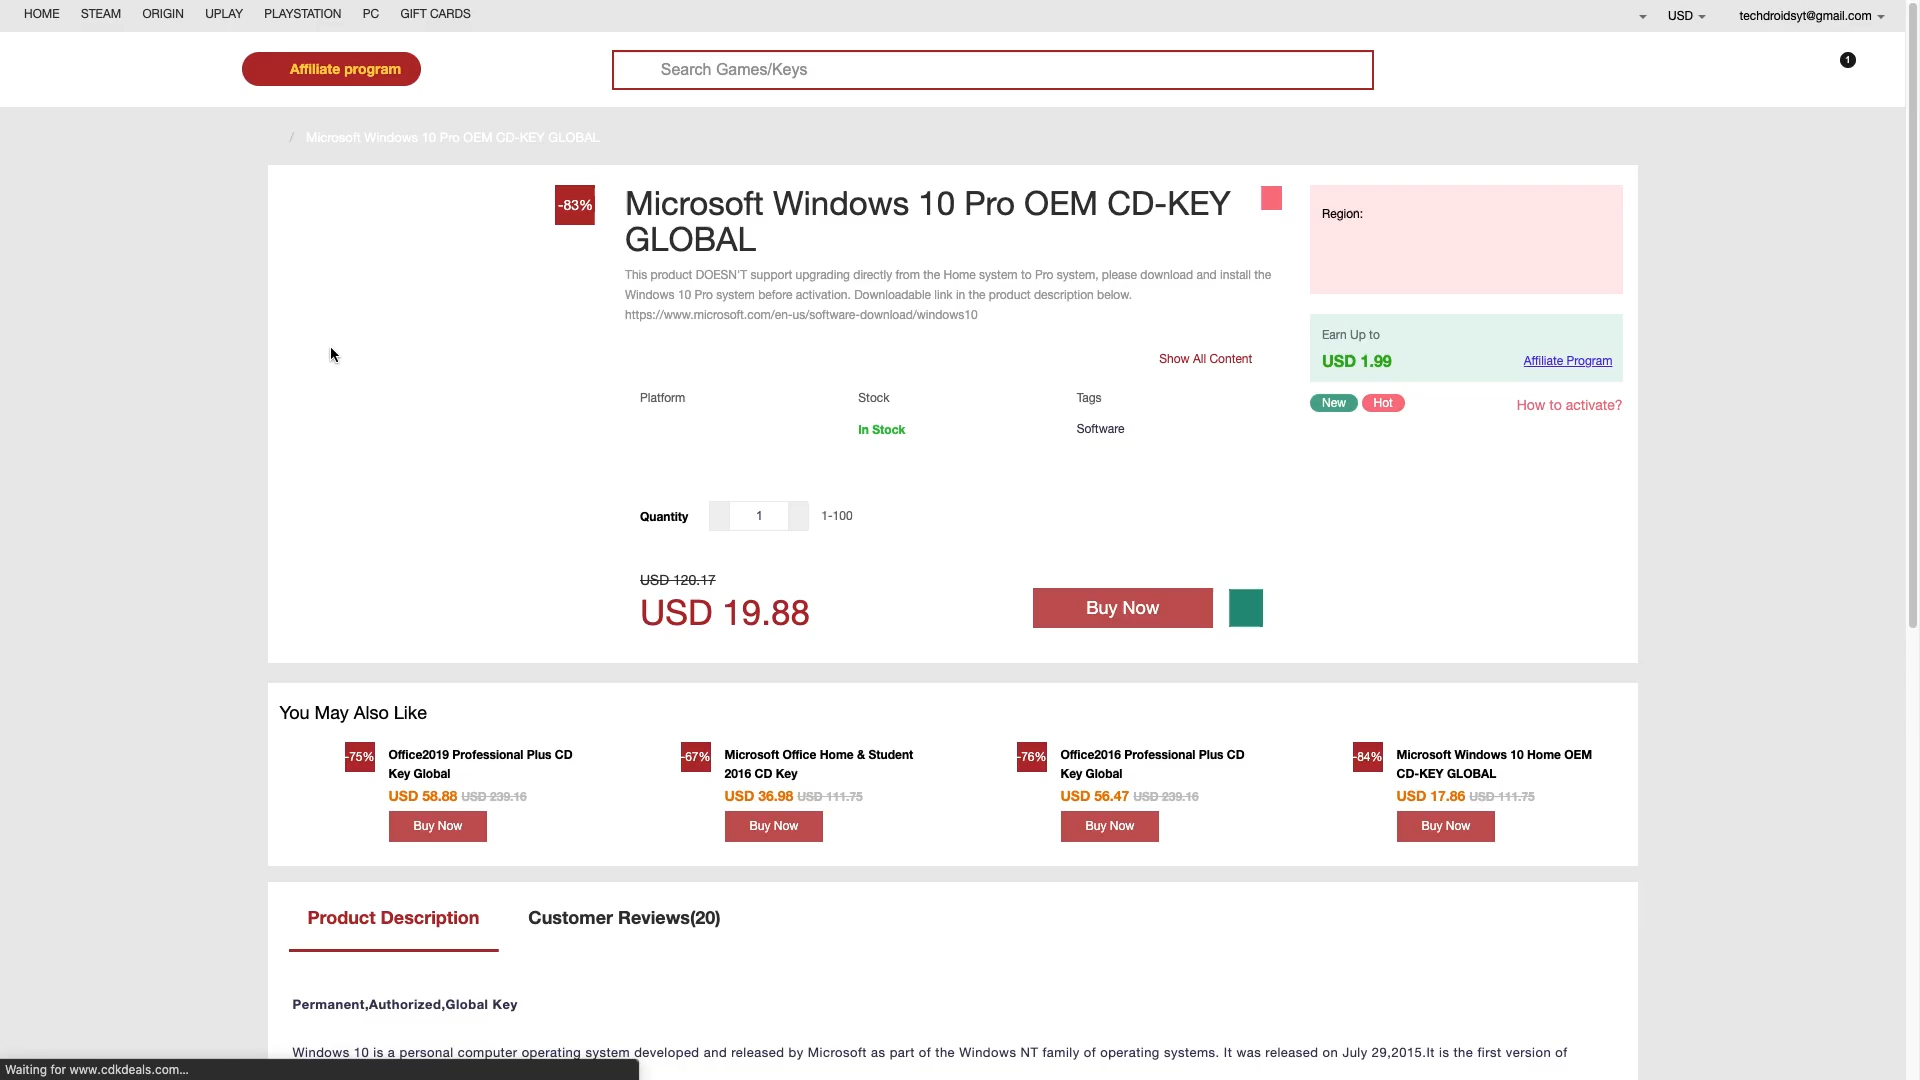 HOME STEAM ORIGIN UPLAY PLAYSTATION PC GIFT CARDS USD techdroidsyt@gmail.com
Affiliate program Search Games/Keys 1
/ Microsoft Windows 10 Pro OEM CD-KEY GLOBAL
-83%
Microsoft Windows 10 Pro OEM CD-KEY
GLOBAL
This product DOESN'T support upgrading directly from the Home system to Pro system, please download and install the
Windows 10 Pro system before activation. Downloadable link in the product description below.
https://www.microsoft.com/en-us/software-download/windows10
Show All Content
Platform Stock Tags
In Stock Software
Quantity 1 1-100
USD 120.17
USD 19.88
Buy Now
Region:
Earn Up to
USD 1.99 Affiliate Program
New Hot How to activate?
You May Also Like
-75%
Office2019 Professional Plus CD
Key Global
USD 58.88 USD 239.16
Buy Now
-67%
Microsoft Office Home & Student
2016 CD Key
USD 36.98 USD 111.75
Buy Now
-76%
Office2016 Professional Plus CD
Key Global
USD 56.47 USD 239.16
Buy Now
-84%
Microsoft Windows 10 Home OEM
CD-KEY GLOBAL
USD 17.86 USD 111.75
Buy Now
Product Description Customer Reviews(20)
Permanent,Authorized,Global Key
Windows 10 is a personal computer operating system developed and released by Microsoft as part of the Windows NT family of operating systems. It was released on July 29,2015.It is the first version of
Waiting for www.cdkdeals.com...